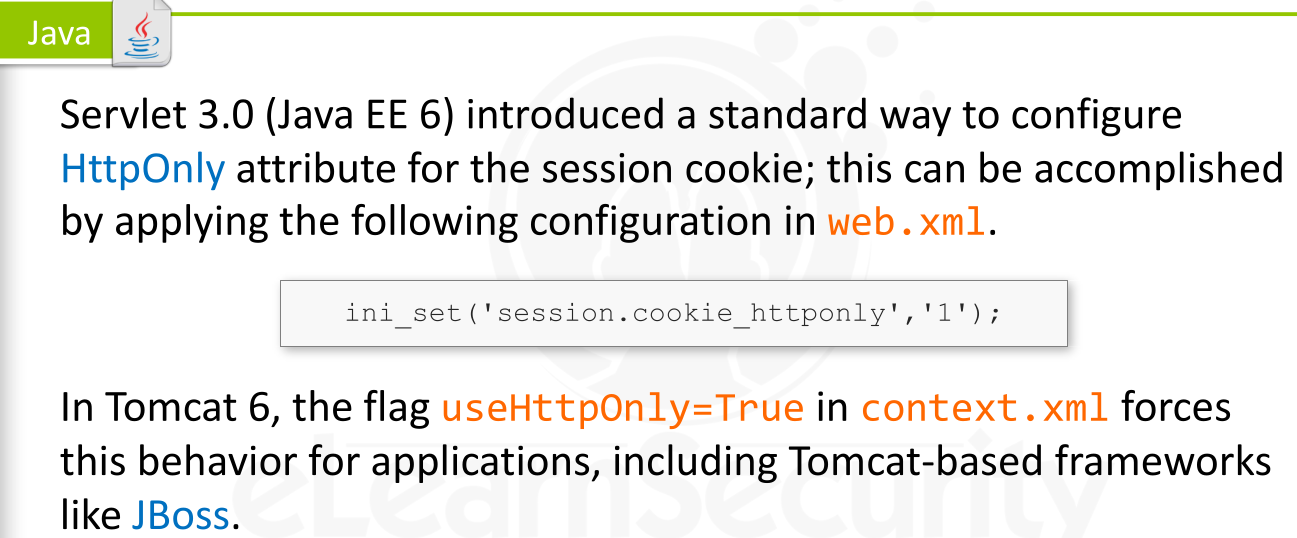 Java
Servlet 3.0 (Java EE 6) introduced a standard way to configure
HttpOnly attribute for the session cookie; this can be accomplished
by applying the following configuration in web.xml.
ini_set('session.cookie_httponly','1');
In Tomcat 6, the flag useHttpOnly=True in context.xml forces
this behavior for applications, including Tomcat-based frameworks
like JBoss.
eLearnSecurity